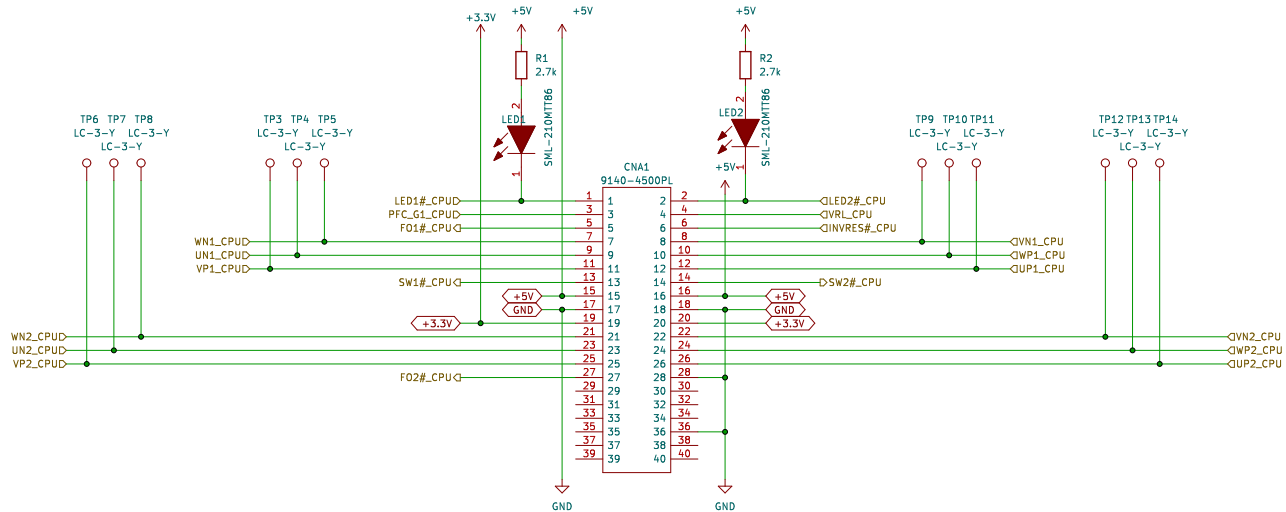 +3.3V +5V +5V +5V
R1 2.7k
R2 2.7k
LED1 SML-210MTT86 2 1
LED2 SML-210MTT86 2 1
+5V
TP6 TP7 TP8
LC-3-Y LC-3-Y
LC-3-Y
TP3 TP4 TP5
LC-3-Y LC-3-Y
LC-3-Y
TP9 TP10 TP11
LC-3-Y LC-3-Y
LC-3-Y
TP12 TP13 TP14
LC-3-Y LC-3-Y
LC-3-Y
CNA1
9140-4500PL
LED1#_CPU 1 1 2 2 LED2#_CPU
PFC_G1_CPU 3 3 4 4 VRL_CPU
FO1#_CPU 5 5 6 6 INVRES#_CPU
WN1_CPU 7 7 8 8 VN1_CPU
UN1_CPU 9 9 10 10 WP1_CPU
VP1_CPU 11 11 12 12 UP1_CPU
SW1#_CPU 13 13 14 14 SW2#_CPU
+5V 15 15 16 16 +5V
GND 17 17 18 18 GND
+3.3V 19 19 20 20 +3.3V
WN2_CPU 21 21 22 22 VN2_CPU
UN2_CPU 23 23 24 24 WP2_CPU
VP2_CPU 25 25 26 26 UP2_CPU
FO2#_CPU 27 27 28 28
29 29 30 30
31 31 32 32
33 33 34 34
35 35 36 36
37 37 38 38
39 39 40 40
GND GND